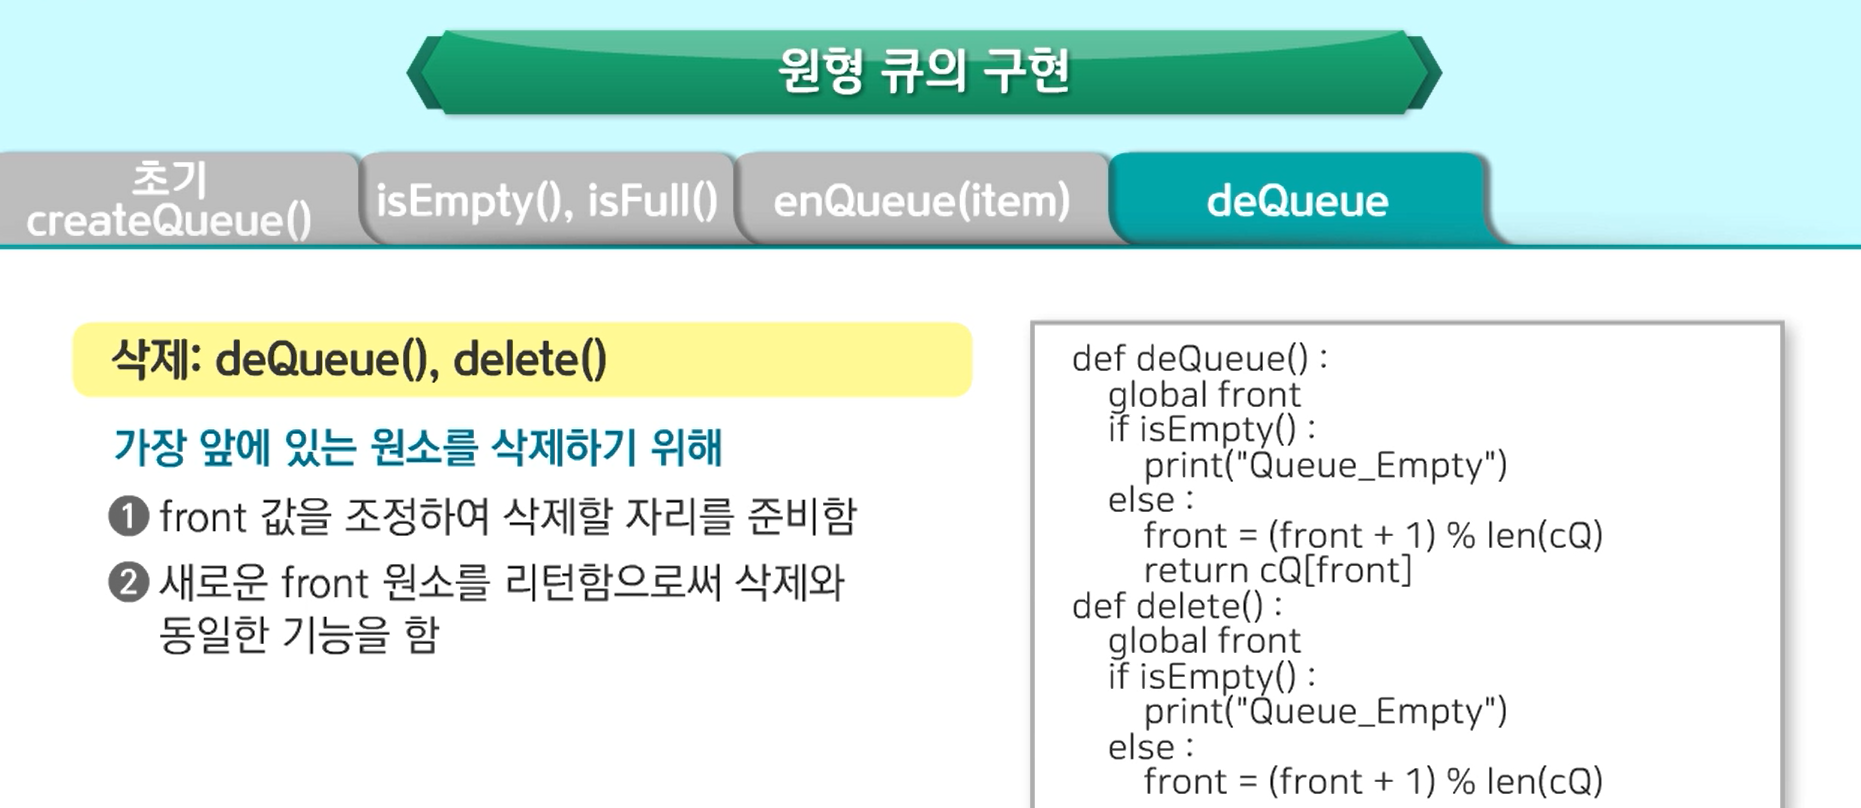 원형 큐의 구현
초기
createQueue()
isEmpty(), isFull()
enQueue(item)
deQueue
삭제: deQueue(), delete()
가장 앞에 있는 원소를 삭제하기 위해
1 front 값을 조정하여 삭제할 자리를 준비함
2 새로운 front 원소를 리턴함으로써 삭제와
동일한 기능을 함
def deQueue() :
global front
if isEmpty() :
print("Queue_Empty")
else :
front = (front + 1) % len(cQ)
return cQ[front]
def delete() :
global front
if isEmpty() :
print("Queue_Empty")
else :
front = (front + 1) % len(cQ)